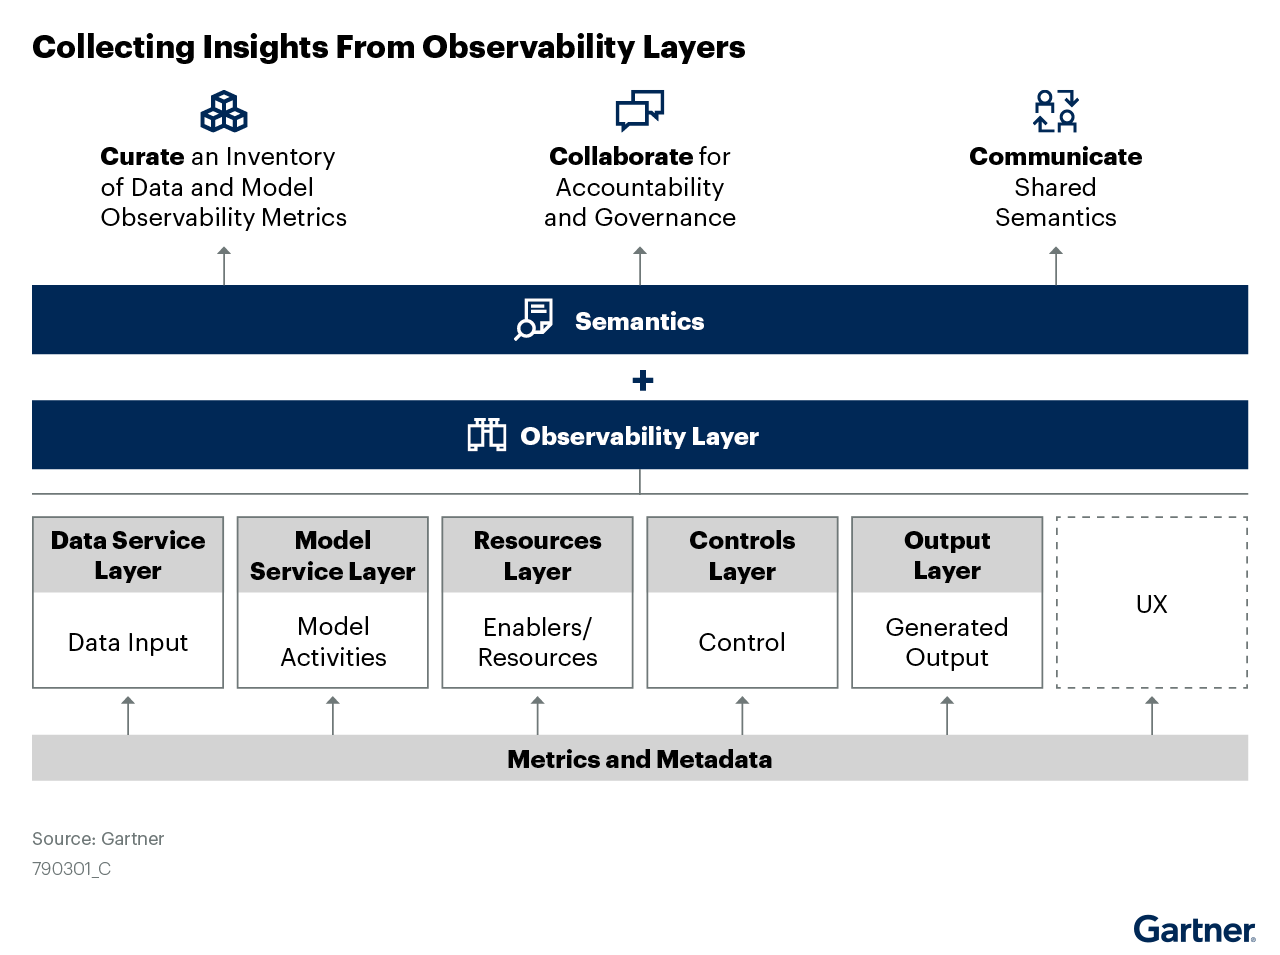 Collecting Insights From Observability Layers
Curate an Inventory
of Data and Model
Observability Metrics
Collaborate for
Accountability
and Governance
Communicate
Shared
Semantics
Semantics
+
Observability Layer
Data Service
Layer
Data Input
Model
Service Layer
Model
Activities
Resources
Layer
Enablers/
Resources
Controls
Layer
Control
Output
Layer
Generated
Output
UX
Metrics and Metadata
Source: Gartner
790301_C
Gartner®